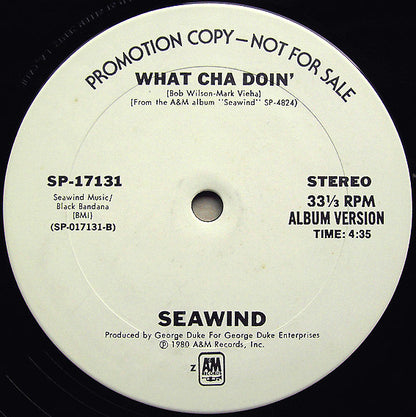 PROMOTION COPY — NOT FOR SALE
WHAT CHA DOIN'
[Bob Wilson-Mark Vieha]
[From the A&M album "Seawind" SP-4824)
SP-17131
Seawind Music/
Black Bandana
(BMI)
(SP-017131-B)
STEREO
33⅓ RPM
ALBUM VERSION
TIME: 4:35
SEAWIND
Produced by George Duke For George Duke Enterprises
℗ 1980 A&M Records, Inc.
Z
A&M
RECORDS